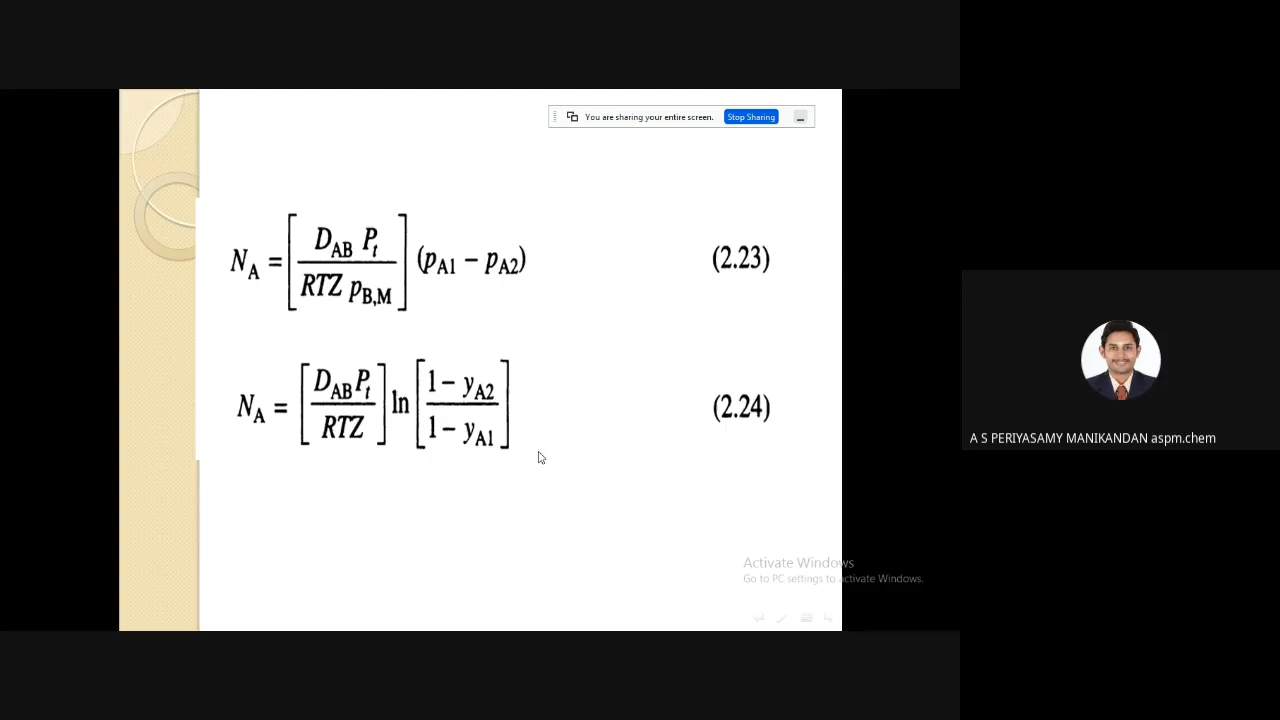 You are sharing your entire screen. Stop Sharing
N_A = [ D_AB P_t / RTZ p_B,M ] (p_A1 − p_A2) (2.23)
N_A = [ D_AB P_t / RTZ ] ln [ 1 − y_A2 / 1 − y_A1 ] (2.24)
A S PERIYASAMY MANIKANDAN aspm.chem
Activate Windows
Go to PC settings to activate Windows.